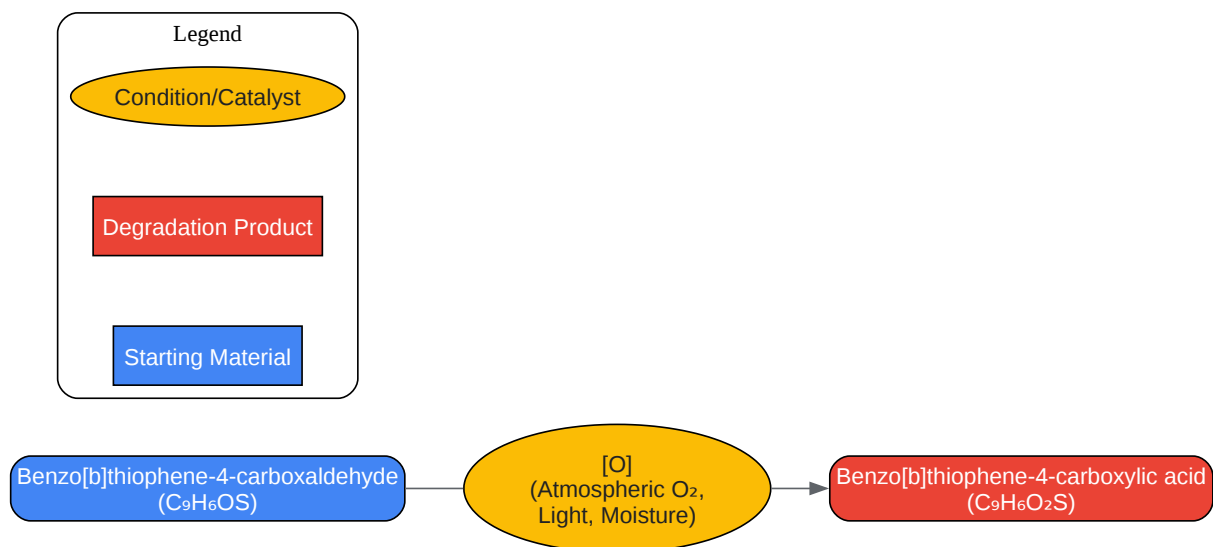 Legend
Condition/Catalyst
Degradation Product
Starting Material
Benzo[b]thiophene-4-carboxaldehyde
(C₉H₆OS)
[O]
(Atmospheric O₂,
Light, Moisture)
Benzo[b]thiophene-4-carboxylic acid
(C₉H₆O₂S)